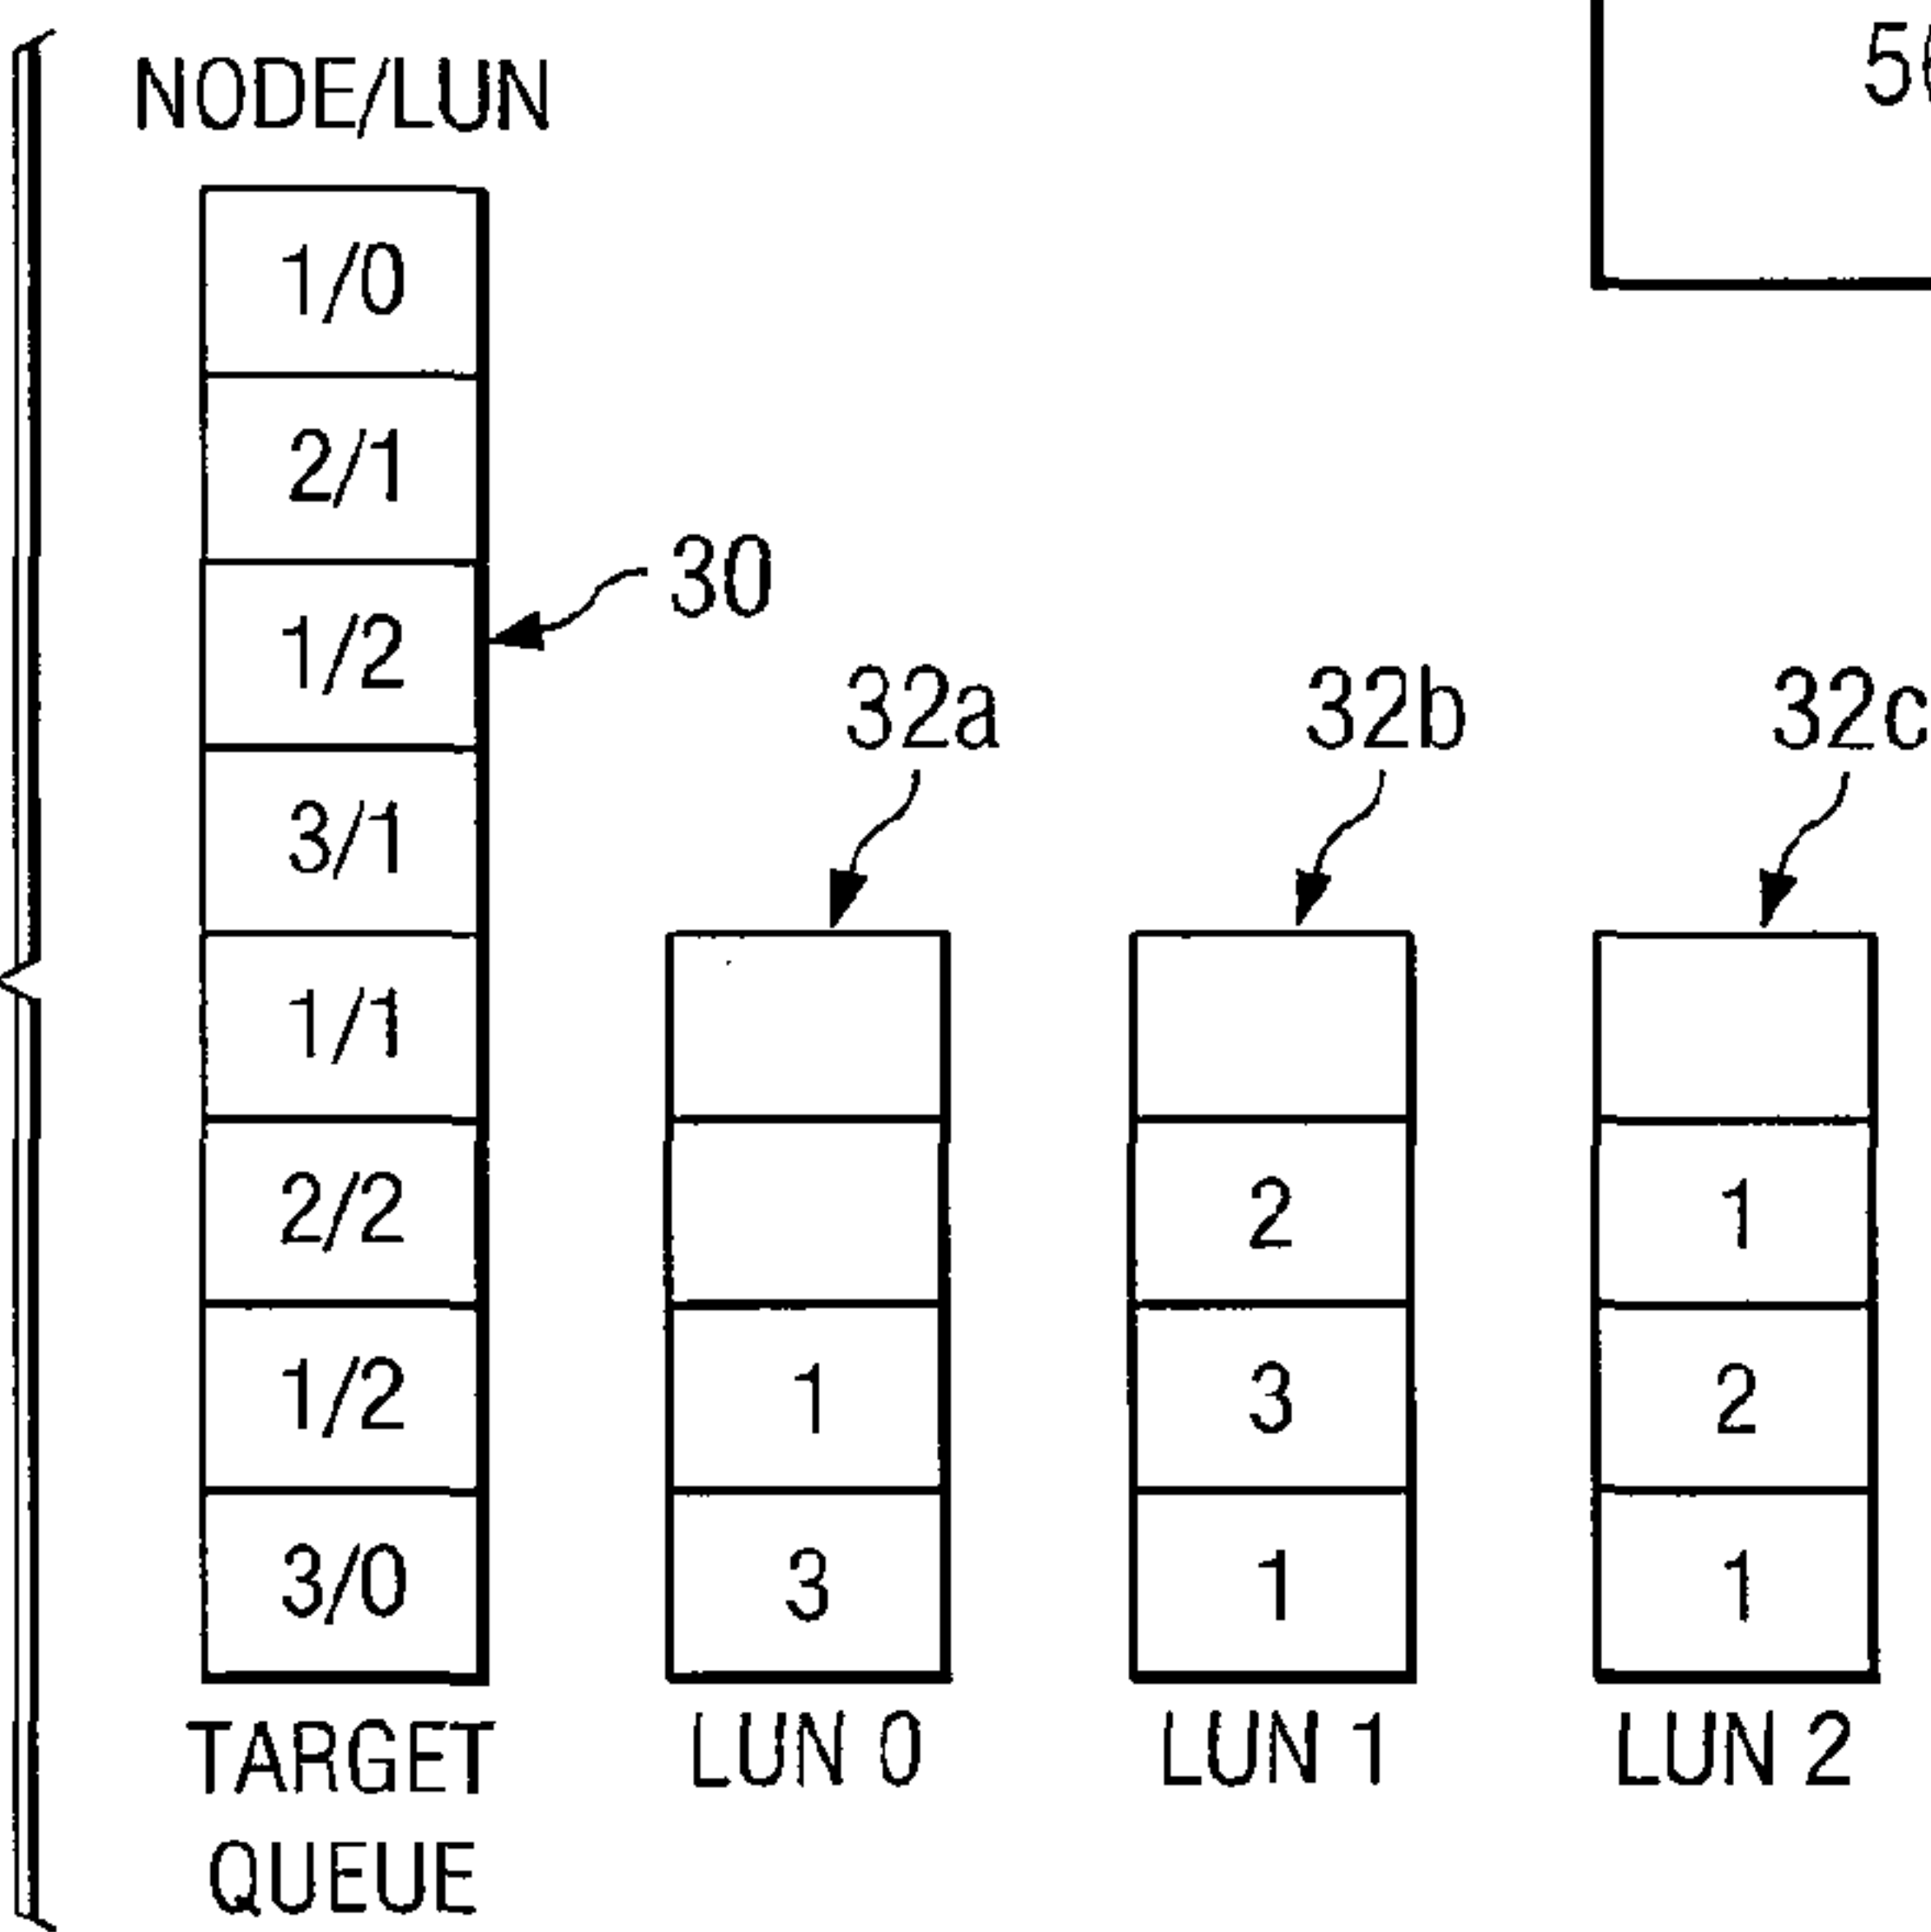 NODE/LUN
1/0
2/1
1/2
3/1
1/1
2/2
1/2
3/0
TARGET
QUEUE
30
32a
1
3
LUN 0
32b
2
3
1
LUN 1
32c
1
2
1
LUN 2